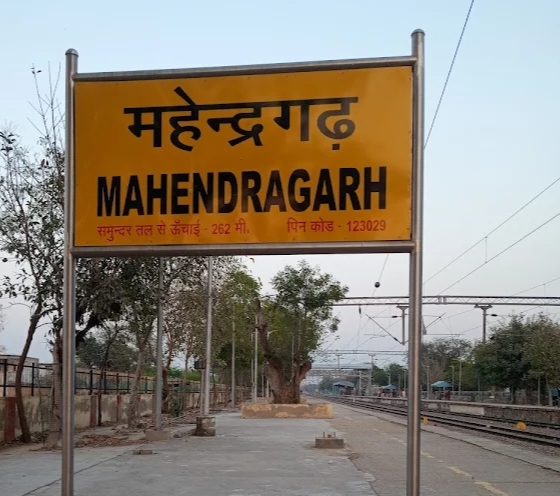 महेन्द्रगढ़
MAHENDRAGARH
समुन्दर तल से ऊँचाई - 262 मी. पिन कोड - 123029